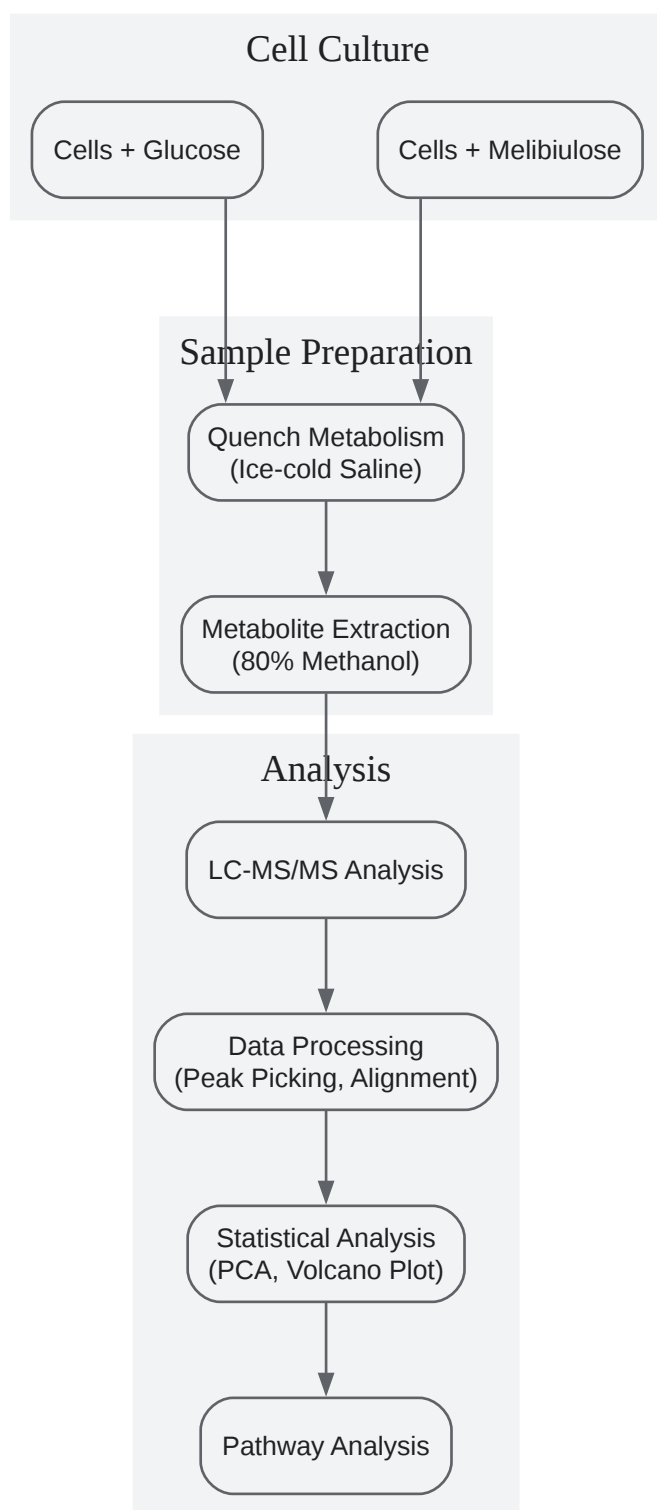 Cell Culture
Cells + Glucose
Cells + Melibiulose
Sample Preparation
Quench Metabolism
(Ice-cold Saline)
Metabolite Extraction
(80% Methanol)
Analysis
LC-MS/MS Analysis
Data Processing
(Peak Picking, Alignment)
Statistical Analysis
(PCA, Volcano Plot)
Pathway Analysis